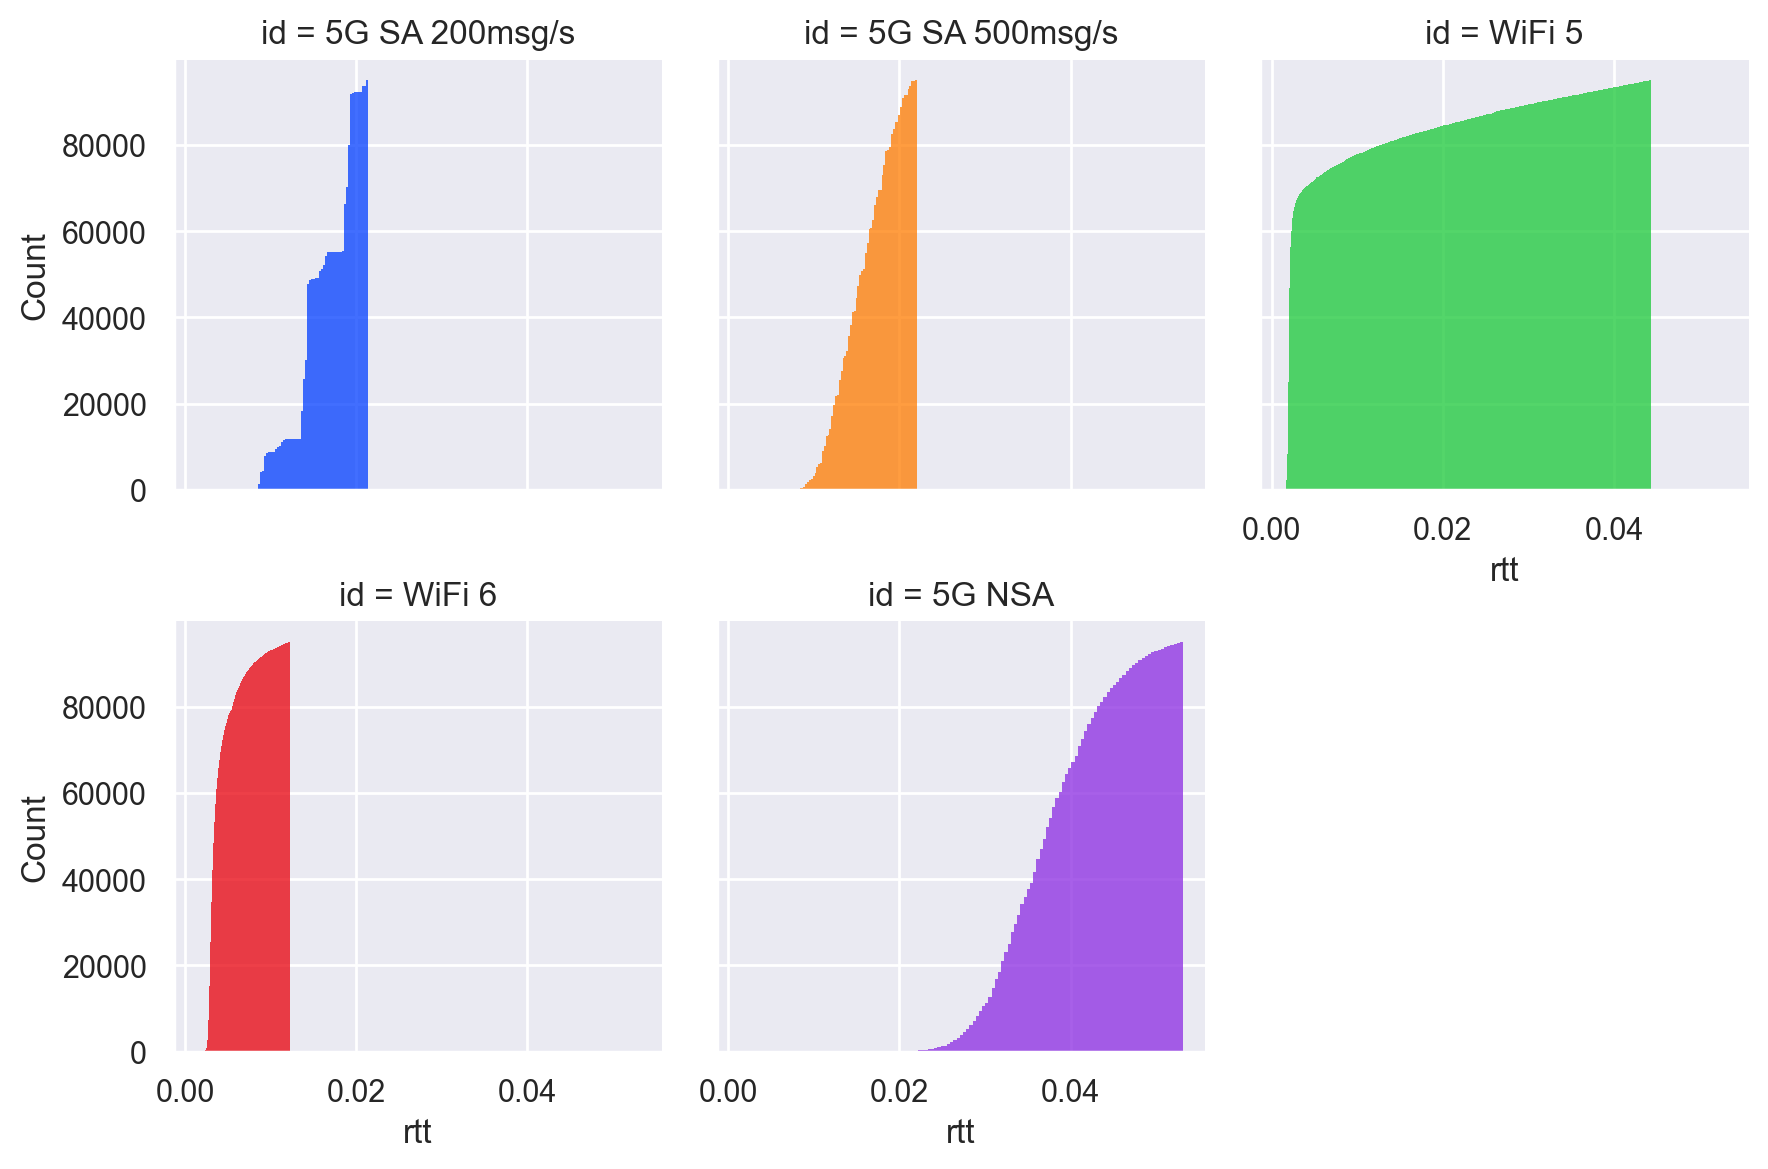 id = 5G SA 200msg/s
id = 5G SA 500msg/s
id = WiFi 5
80000
60000
40000
20000
0
Count
0.00 0.02 0.04
rtt
id = WiFi 6
id = 5G NSA
80000
60000
40000
20000
0
Count
0.00 0.02 0.04
rtt
0.00 0.02 0.04
rtt